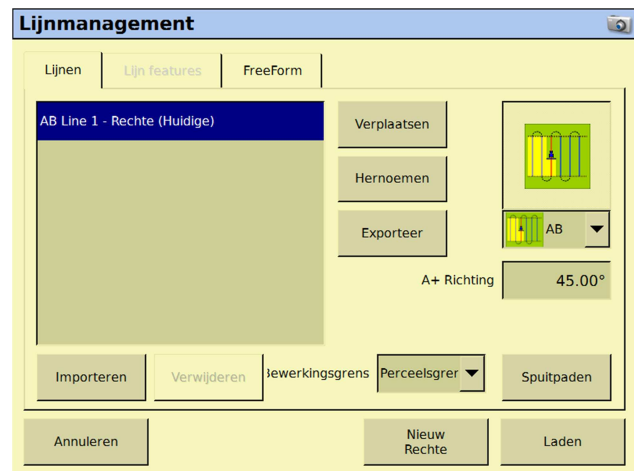 Lijnmanagement
Lijnen
Lijn features
FreeForm
AB Line 1 - Rechte (Huidige)
Verplaatsen
Hernoemen
Exporteer
AB
A+ Richting
45.00°
Importeren
Verwijderen
Bewerkingsgrens
Perceelsgrer
Spuitpaden
Annuleren
Nieuw
Rechte
Laden